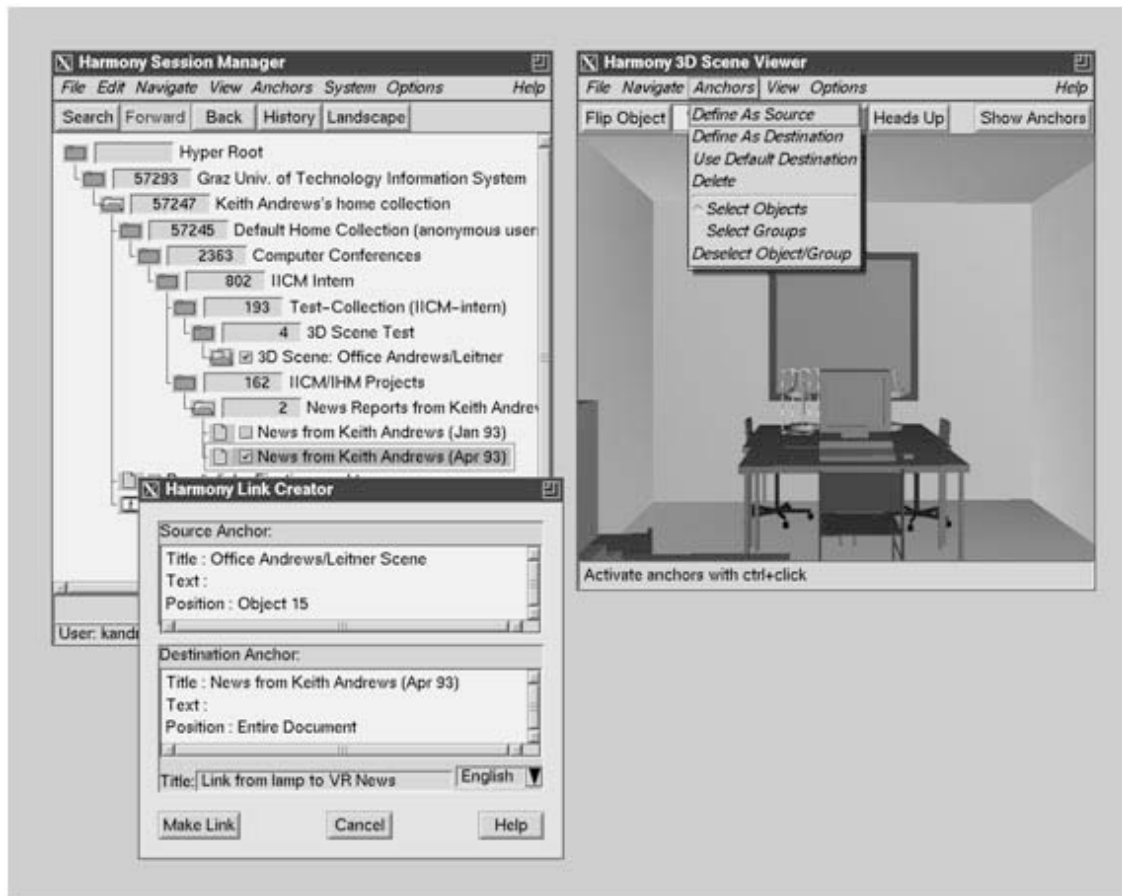 Harmony Session Manager
File Edit Navigate View Anchors System Options Help
Search Forward Back History Landscape
Hyper Root
57293 Graz Univ. of Technology Information System
57247 Keith Andrews's home collection
57245 Default Home Collection (anonymous user
2363 Computer Conferences
802 IICM Intern
193 Test-Collection (IICM-intern)
4 3D Scene Test
3D Scene: Office Andrews/Leitner
162 IICM/IHM Projects
2 News Reports from Keith Andrew
News from Keith Andrews (Jan 93)
News from Keith Andrews (Apr 93)
User: kand
Harmony Link Creator
Source Anchor:
Title : Office Andrews/Leitner Scene
Text :
Position : Object 15
Destination Anchor:
Title : News from Keith Andrews (Apr 93)
Text :
Position : Entire Document
Title: Link from lamp to VR News English
Make Link Cancel Help
Harmony 3D Scene Viewer
File Navigate Anchors View Options Help
Flip Object Heads Up Show Anchors
Define As Source
Define As Destination
Use Default Destination
Delete
Select Objects
Select Groups
Deselect Object/Group
Activate anchors with ctrl+click